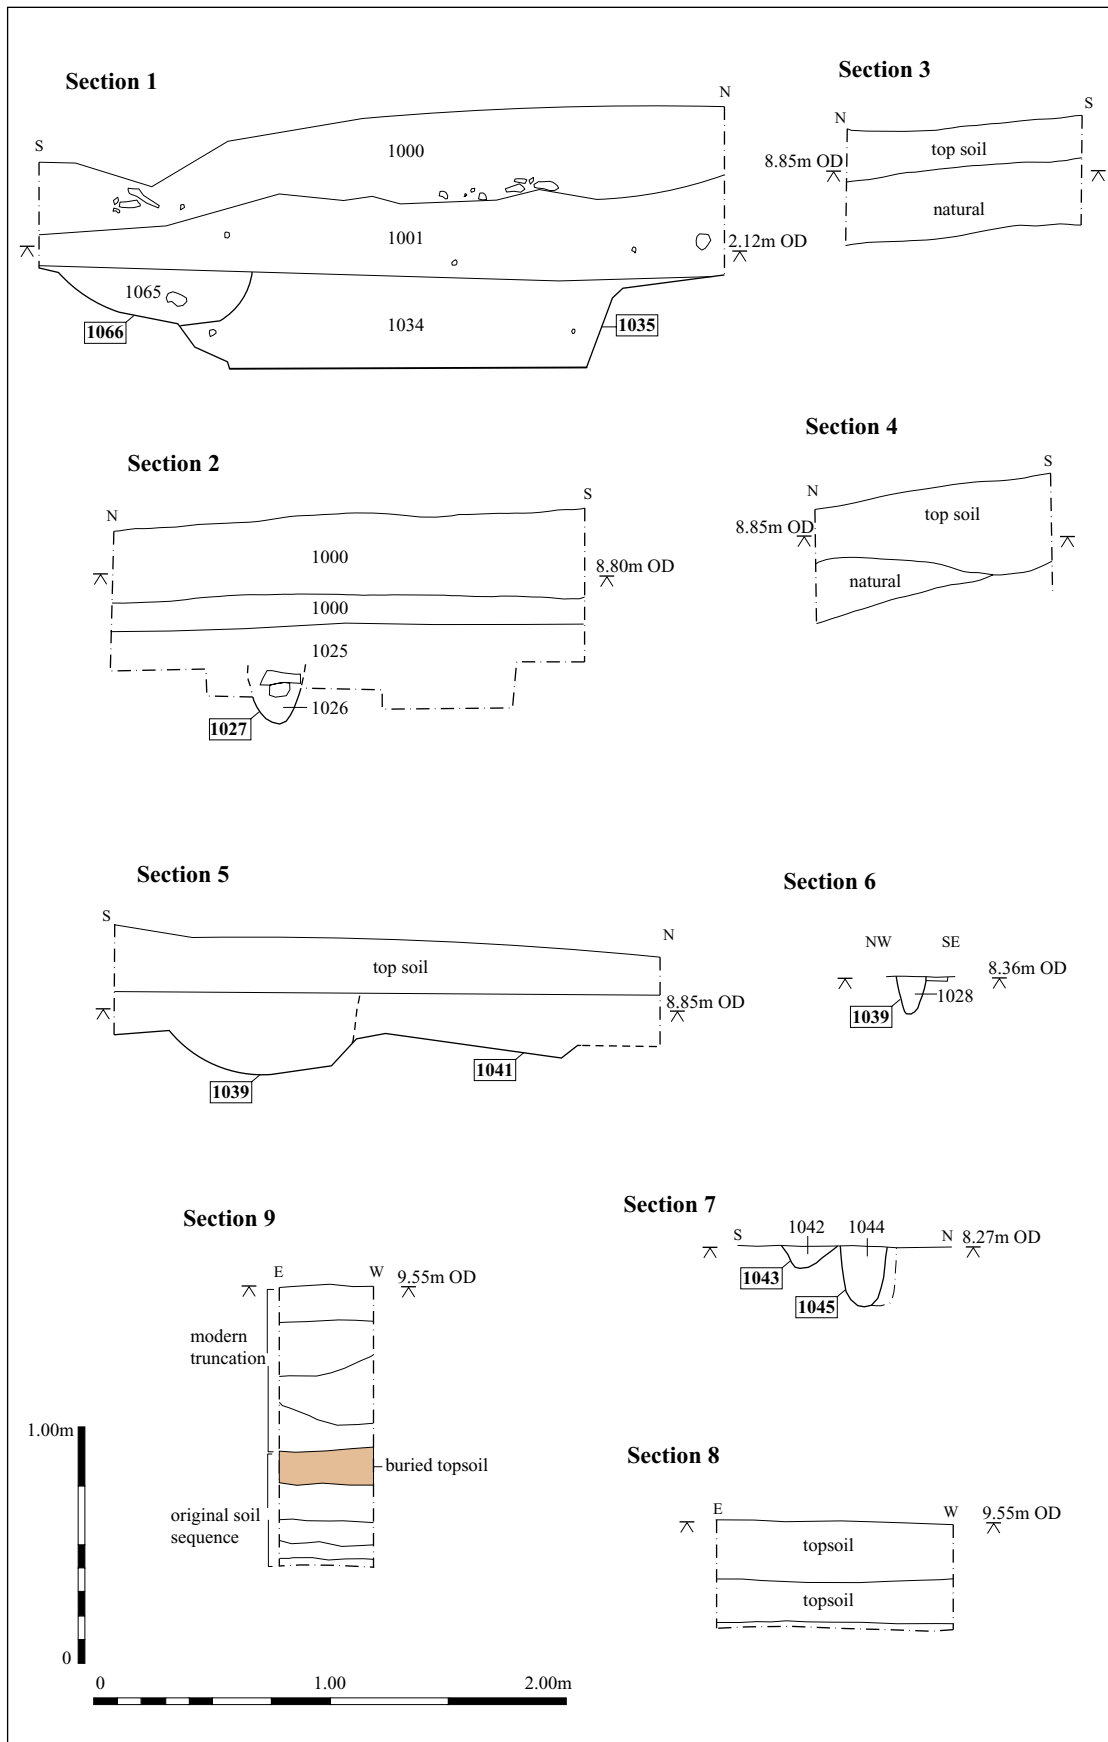 Section 1
S
N
1000
1001
2.12m OD
1065
1066
1034
1035
Section 3
N
S
8.85m OD
top soil
natural
Section 2
N
S
1000
8.80m OD
1000
1025
1026
1027
Section 4
N
S
8.85m OD
top soil
natural
Section 5
S
N
top soil
8.85m OD
1039
1041
Section 6
NW
SE
8.36m OD
1028
1039
Section 9
E
W
9.55m OD
modern
truncation
buried topsoil
original soil
sequence
Section 7
S
1042
1044
N
8.27m OD
1043
1045
Section 8
E
W
9.55m OD
topsoil
topsoil
1.00m
0
0
1.00
2.00m